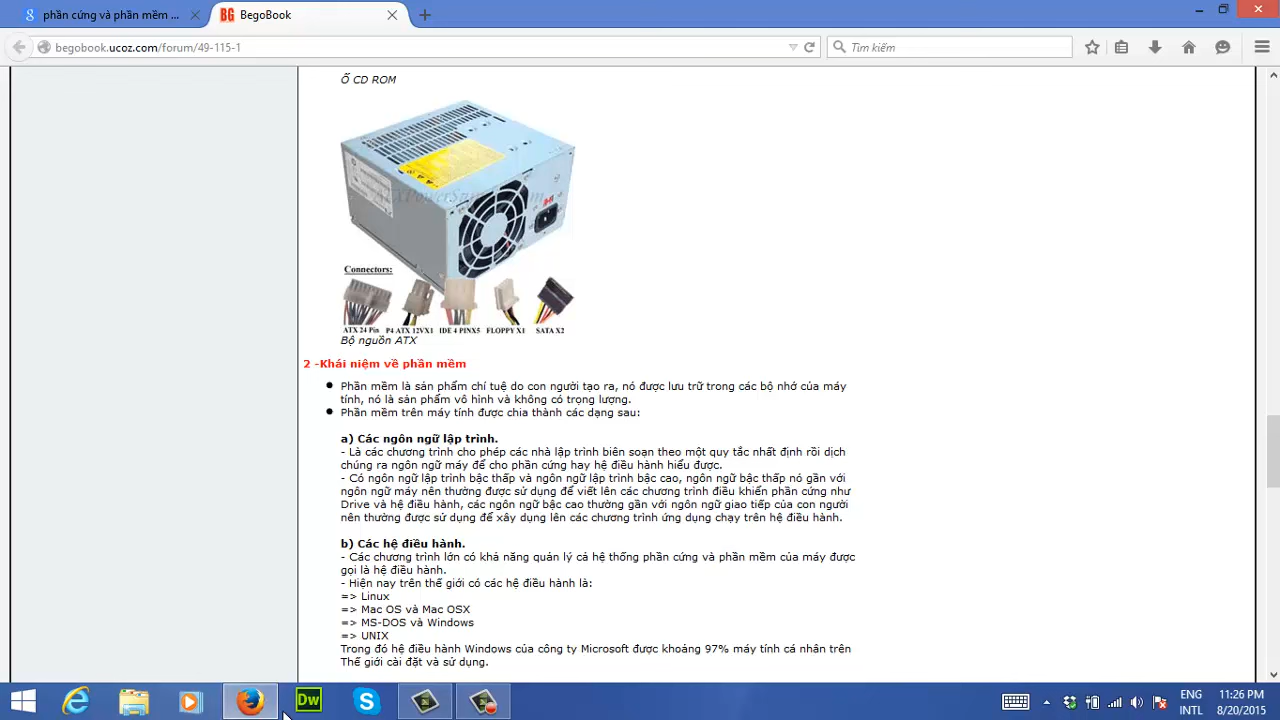 phần cứng và phần mềm ...
BG BegoBook
begobook.ucoz.com/forum/49-115-1
Tìm kiếm
Ổ CD ROM
Connectors:
ATX 24 Pin P4 ATX 12VX1 IDE 4 PINX5 FLOPPY X1 SATA X2
Bộ nguồn ATX
2 -Khái niệm về phần mềm
Phần mềm là sản phẩm chí tuệ do con người tạo ra, nó được lưu trữ trong các bộ nhớ của máy
tính, nó là sản phẩm vô hình và không có trọng lượng.
Phần mềm trên máy tính được chia thành các dạng sau:
a) Các ngôn ngữ lập trình.
- Là các chương trình cho phép các nhà lập trình biên soạn theo một quy tắc nhất định rồi dịch
chúng ra ngôn ngữ máy để cho phần cứng hay hệ điều hành hiểu được.
- Có ngôn ngữ lập trình bậc thấp và ngôn ngữ lập trình bậc cao, ngôn ngữ bậc thấp nó gần với
ngôn ngữ máy nên thường được sử dụng để viết lên các chương trình điều khiển phần cứng như
Drive và hệ điều hành, các ngôn ngữ bậc cao thường gần với ngôn ngữ giao tiếp của con người
nên thường được sử dụng để xây dụng lên các chương trình ứng dụng chạy trên hệ điều hành.
b) Các hệ điều hành.
- Các chương trình lớn có khả năng quản lý cả hệ thống phần cứng và phần mềm của máy được
gọi là hệ điều hành.
- Hiện nay trên thế giới có các hệ điều hành là:
=> Linux
=> Mac OS và Mac OSX
=> MS-DOS và Windows
=> UNIX
Trong đó hệ điều hành Windows của công ty Microsoft được khoảng 97% máy tính cá nhân trên
Thế giới cài đặt và sử dụng.
Dw
ENG
INTL
11:26 PM
8/20/2015